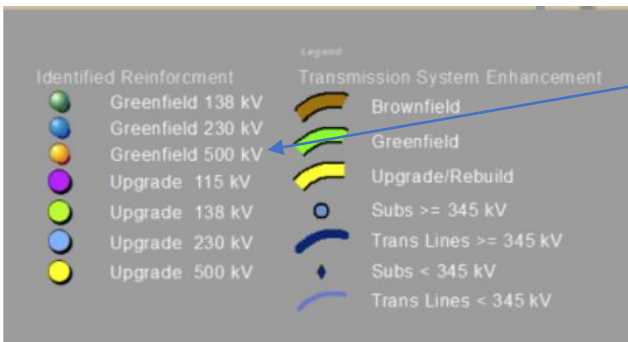 Legend
Identified Reinforcment
Greenfield 138 kV
Greenfield 230 kV
Greenfield 500 kV
Upgrade 115 kV
Upgrade 138 kV
Upgrade 230 kV
Upgrade 500 kV
Transmission System Enhancement
Brownfield
Greenfield
Upgrade/Rebuild
Subs >= 345 kV
Trans Lines >= 345 kV
Subs < 345 kV
Trans Lines < 345 kV